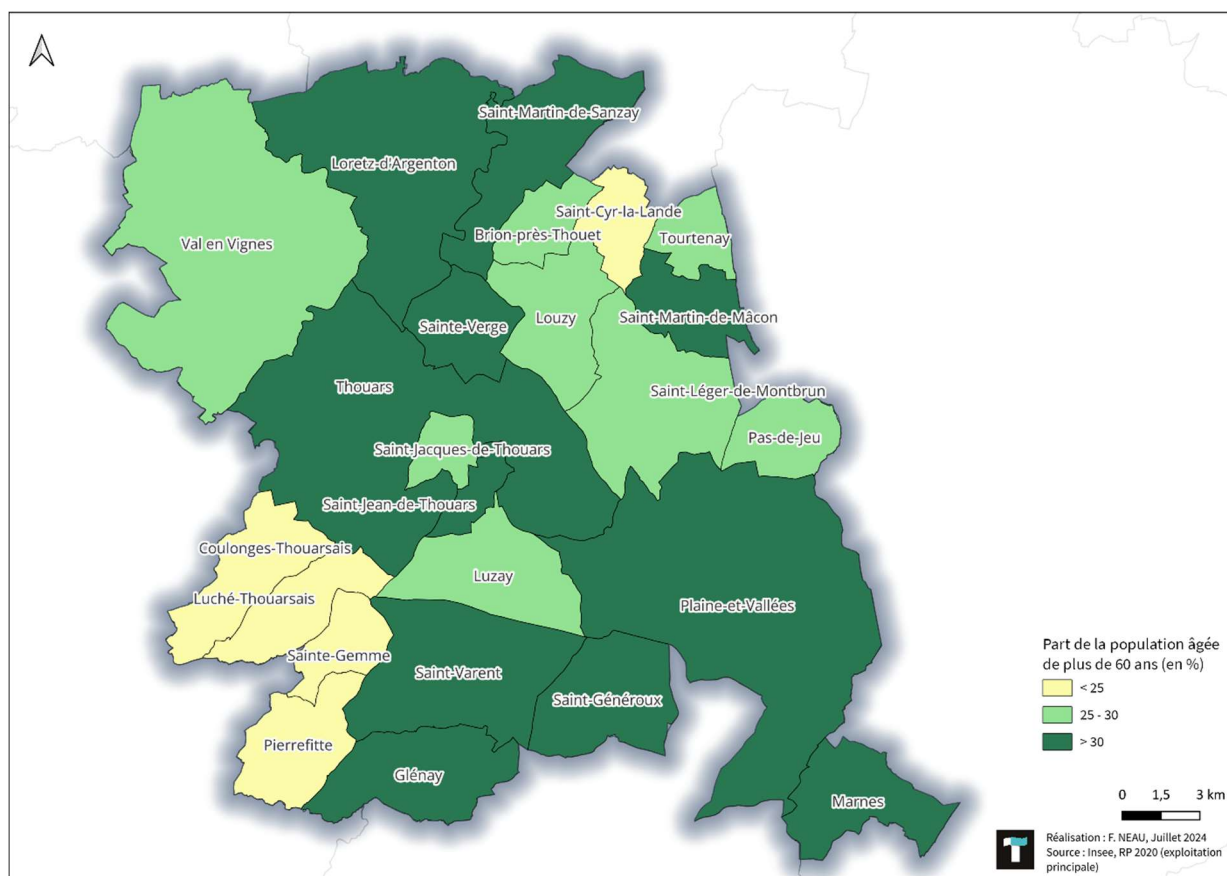 Saint-Martin-de-Sanzay
Loretz-d'Argenton
Saint-Cyr-la-Lande
Brion-près-Thouet
Tourtenay
Val en Vignes
Louzy
Saint-Martin-de-Mâcon
Sainte-Verge
Thouars
Saint-Léger-de-Montbrun
Pas-de-Jeu
Saint-Jacques-de-Thouars
Saint-Jean-de-Thouars
Coulonges-Thouarsais
Luzay
Luché-Thouarsais
Plaine-et-Vallées
Sainte-Gemme
Saint-Varent
Saint-Généroux
Pierrefitte
Glénay
Marnes
Part de la population âgée
de plus de 60 ans (en %)
< 25
25 - 30
> 30
0 1,5 3 km
T
Réalisation : F. NEAU, Juillet 2024
Source : Insee, RP 2020 (exploitation
principale)